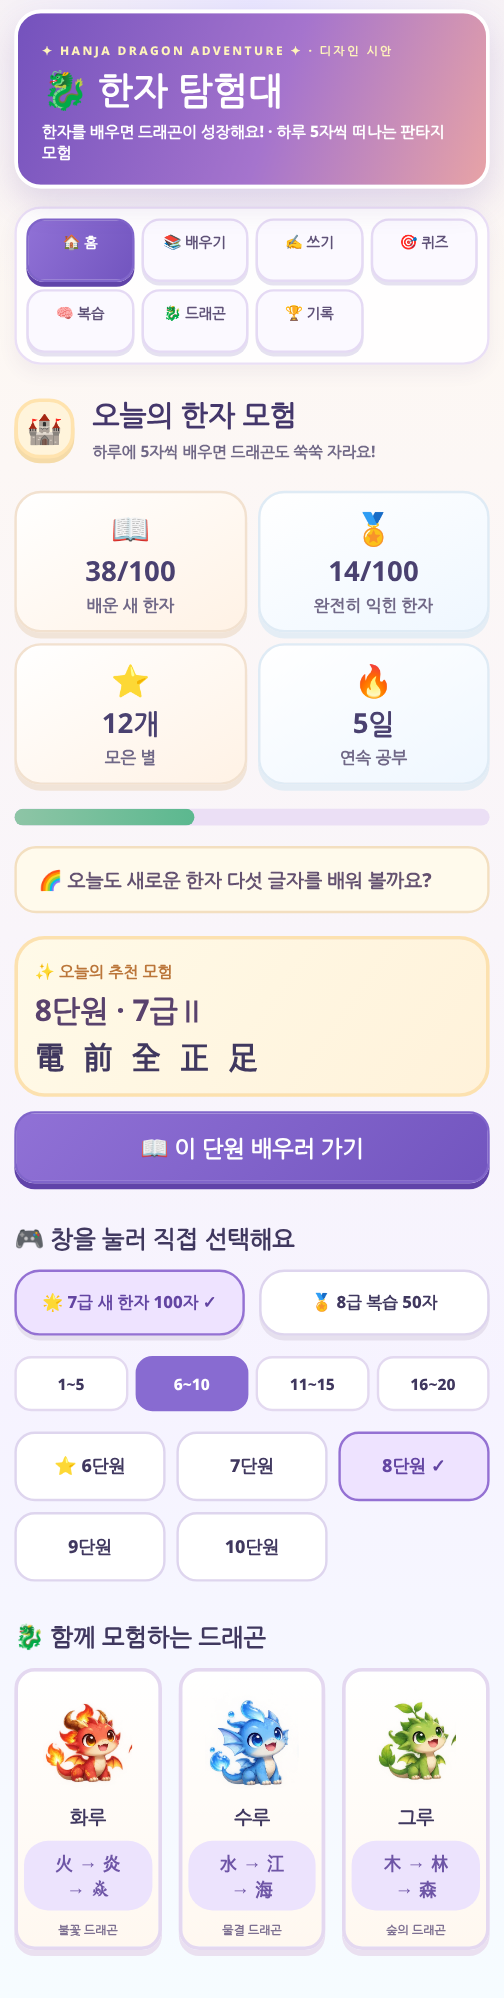 ✦ HANJA DRAGON ADVENTURE ✦ · 디자인 시안
🐉 한자 탐험대
한자를 배우면 드래곤이 성장해요! · 하루 5자씩 떠나는 판타지
모험
🏠 홈
📚 배우기
✍️ 쓰기
🎯 퀴즈
🧠 복습
🐉 드래곤
🏆 기록
오늘의 한자 모험
하루에 5자씩 배우면 드래곤도 쑥쑥 자라요!
38/100
배운 새 한자
14/100
완전히 익힌 한자
12개
모은 별
5일
연속 공부
🌈 오늘도 새로운 한자 다섯 글자를 배워 볼까요?
✨ 오늘의 추천 모험
8단원 · 7급Ⅱ
電 前 全 正 足
📖 이 단원 배우러 가기
🎮 창을 눌러 직접 선택해요
🌟 7급 새 한자 100자 ✓
🏅 8급 복습 50자
1~5
6~10
11~15
16~20
⭐ 6단원
7단원
8단원 ✓
9단원
10단원
🐉 함께 모험하는 드래곤
화루
火 → 炎
→ 焱
불꽃 드래곤
수루
水 → 江
→ 海
물결 드래곤
그루
木 → 林
→ 森
숲의 드래곤